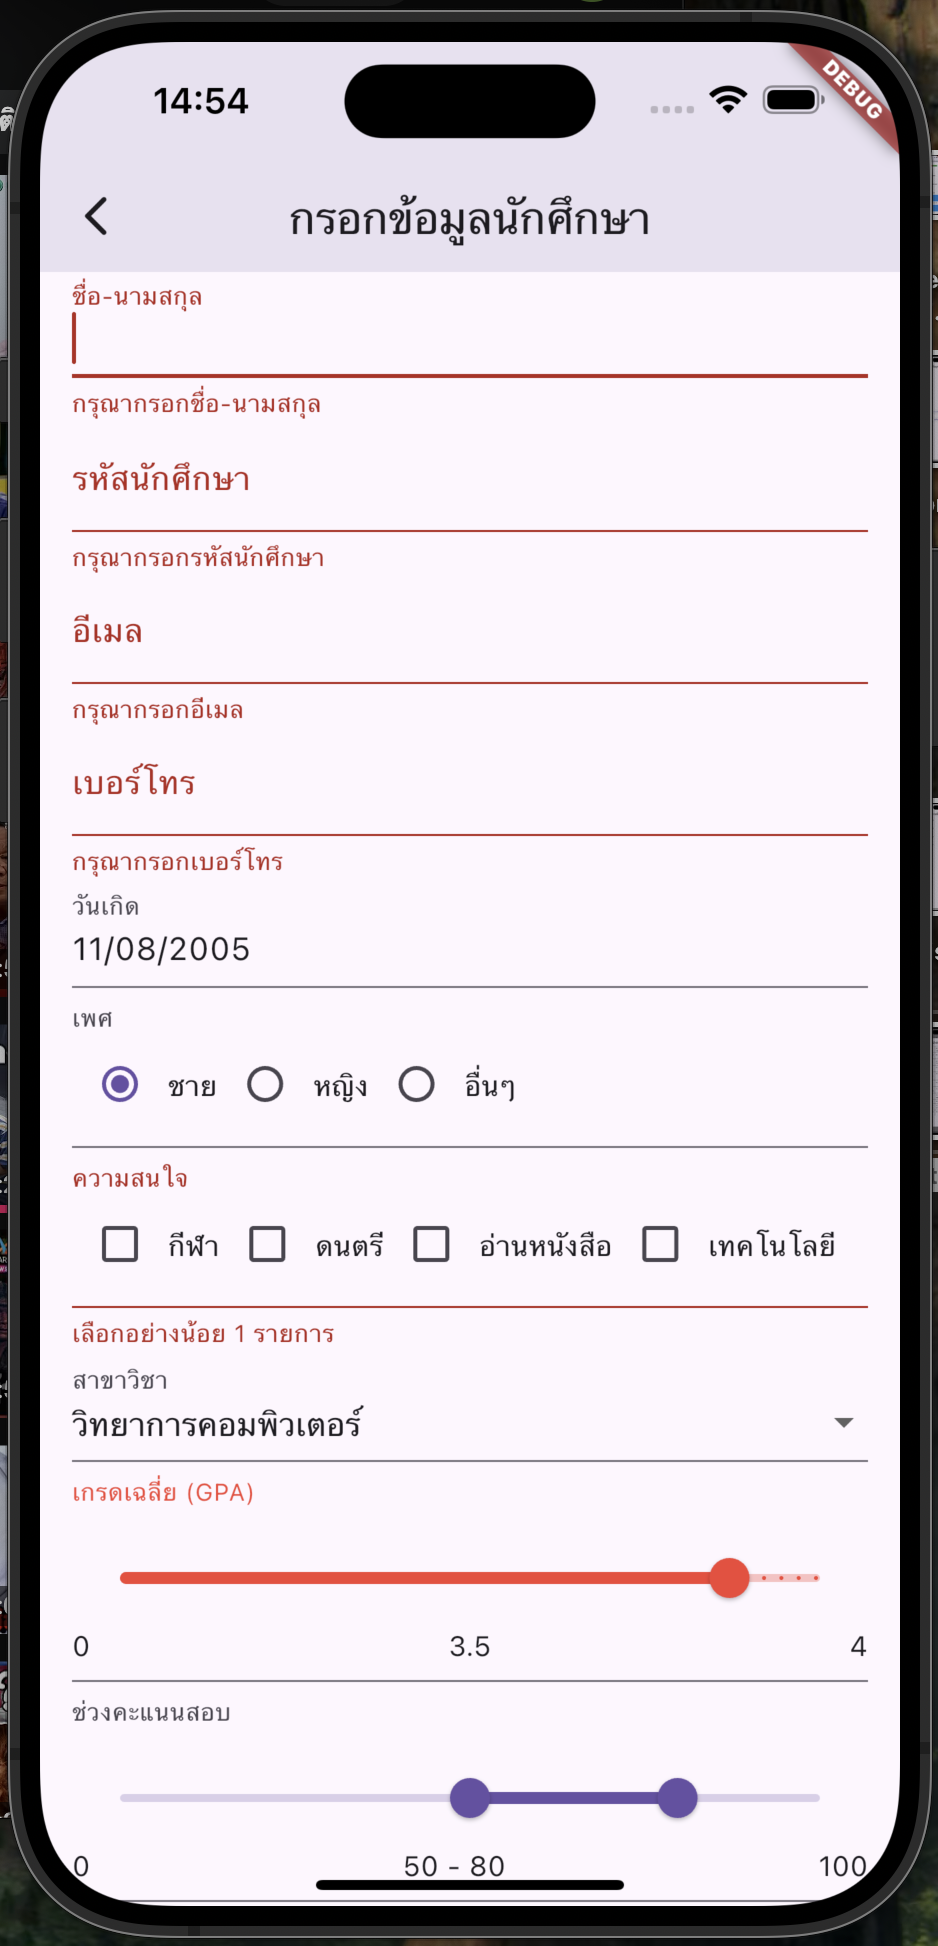 14:54
DEBUG
กรอกข้อมูลนักศึกษา
ชื่อ-นามสกุล
กรุณากรอกชื่อ-นามสกุล
รหัสนักศึกษา
กรุณากรอกรหัสนักศึกษา
อีเมล
กรุณากรอกอีเมล
เบอร์โทร
กรุณากรอกเบอร์โทร
วันเกิด
11/08/2005
เพศ
ชาย หญิง อื่นๆ
ความสนใจ
กีฬา ดนตรี อ่านหนังสือ เทคโนโลยี
เลือกอย่างน้อย 1 รายการ
สาขาวิชา
วิทยาการคอมพิวเตอร์
เกรดเฉลี่ย (GPA)
0 3.5 4
ช่วงคะแนนสอบ
0 50 - 80 100